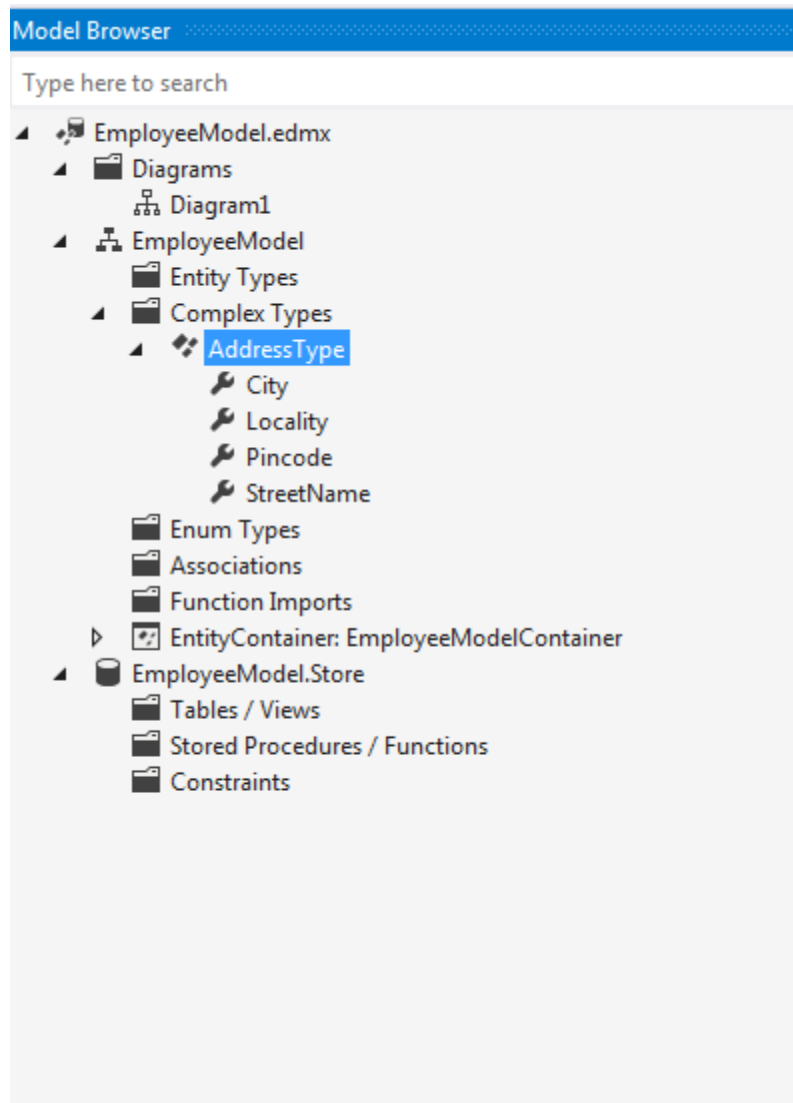 Model Browser
Type here to search
EmployeeModel.edmx
Diagrams
Diagram1
EmployeeModel
Entity Types
Complex Types
AddressType
City
Locality
Pincode
StreetName
Enum Types
Associations
Function Imports
EntityContainer: EmployeeModelContainer
EmployeeModel.Store
Tables / Views
Stored Procedures / Functions
Constraints